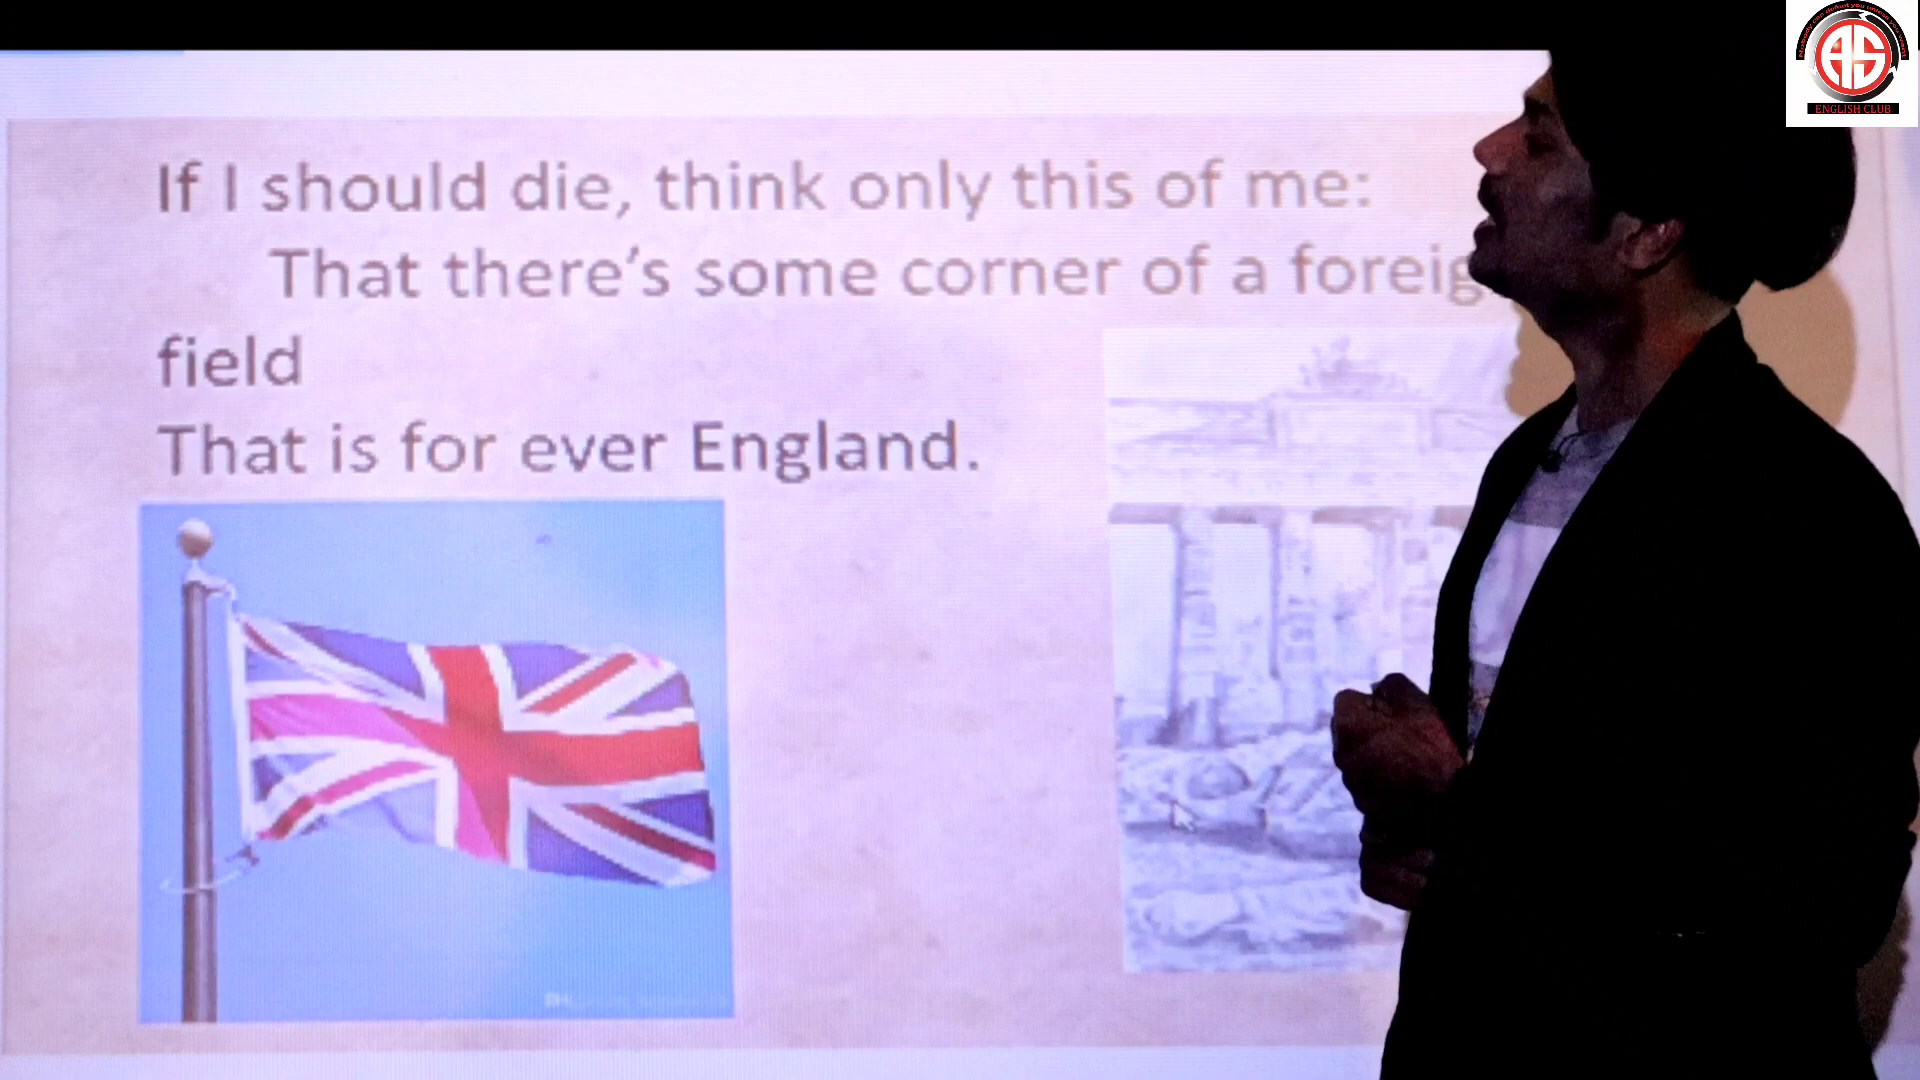 If I should die, think only this of me:
That there's some corner of a foreig
field
That is for ever England.
AS
ENGLISH CLUB